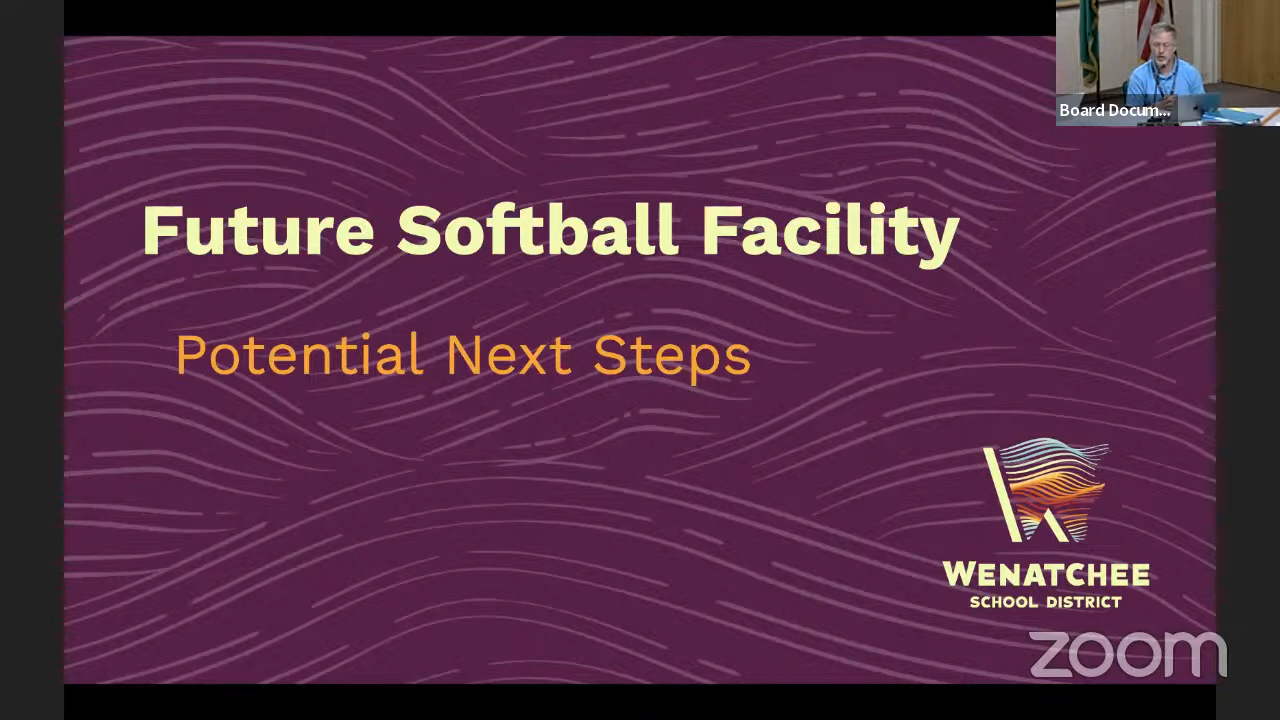 Board Docum...
Future Softball Facility
Potential Next Steps
WENATCHEE
SCHOOL DISTRICT
zoom